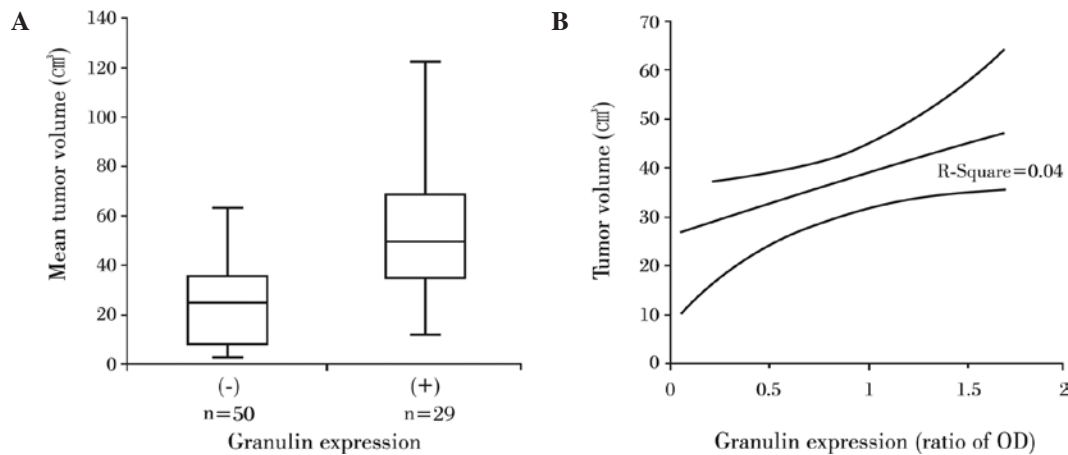 A
Mean tumor volume (㎤)
140
120
100
80
60
40
20
0
(-)
(+)
n=50
n=29
Granulin expression
B
Tumor volume (㎤)
70
60
50
40
30
20
10
0
R-Square=0.04
0
0.5
1
1.5
2
Granulin expression (ratio of OD)